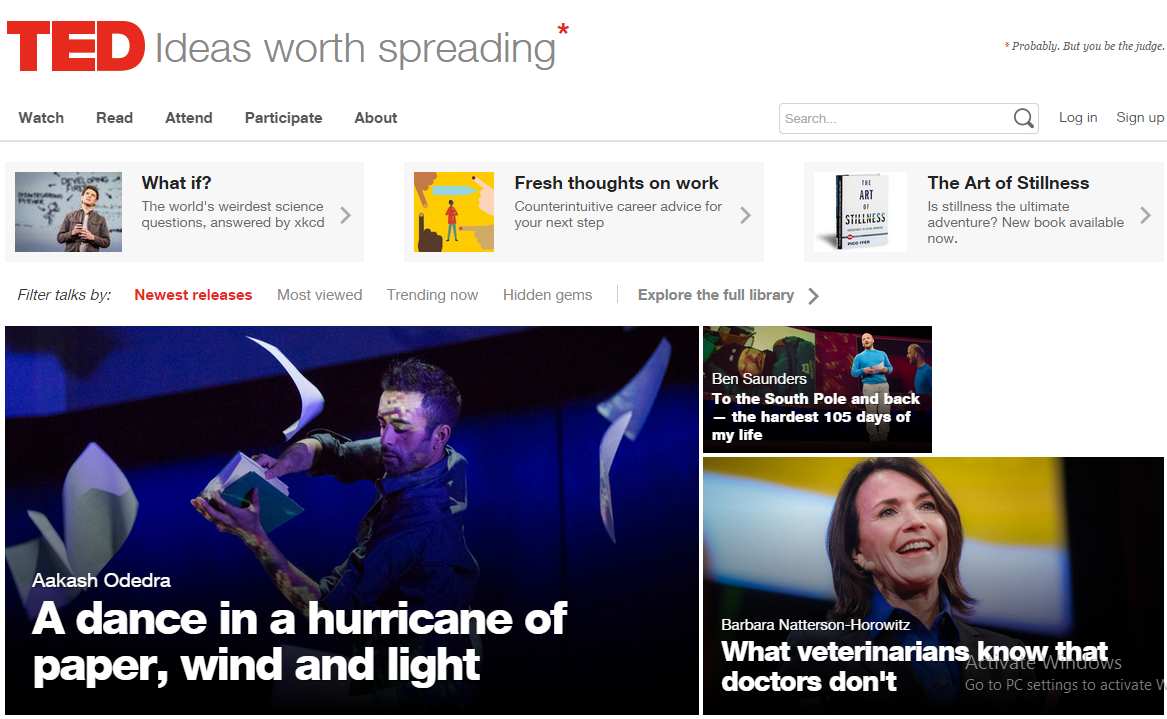 TED Ideas worth spreading*
* Probably. But you be the judge.
Watch Read Attend Participate About
Search...
Log in Sign up
What if?
The world's weirdest science
questions, answered by xkcd
Fresh thoughts on work
Counterintuitive career advice for
your next step
THE
ART
OF
STILLNESS
PICO IYER
The Art of Stillness
Is stillness the ultimate
adventure? New book available
now.
Filter talks by: Newest releases Most viewed Trending now Hidden gems Explore the full library
Aakash Odedra
A dance in a hurricane of
paper, wind and light
Ben Saunders
To the South Pole and back
— the hardest 105 days of
my life
Barbara Natterson-Horowitz
What veterinarians know that
doctors don't
Activate Windows
Go to PC settings to activate W